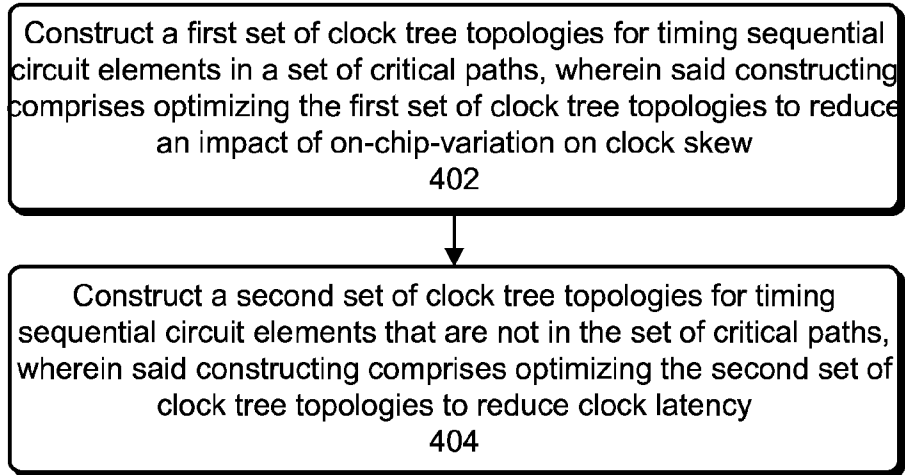 Construct a first set of clock tree topologies for timing sequential
circuit elements in a set of critical paths, wherein said constructing
comprises optimizing the first set of clock tree topologies to reduce
an impact of on-chip-variation on clock skew
402
Construct a second set of clock tree topologies for timing
sequential circuit elements that are not in the set of critical paths,
wherein said constructing comprises optimizing the second set of
clock tree topologies to reduce clock latency
404